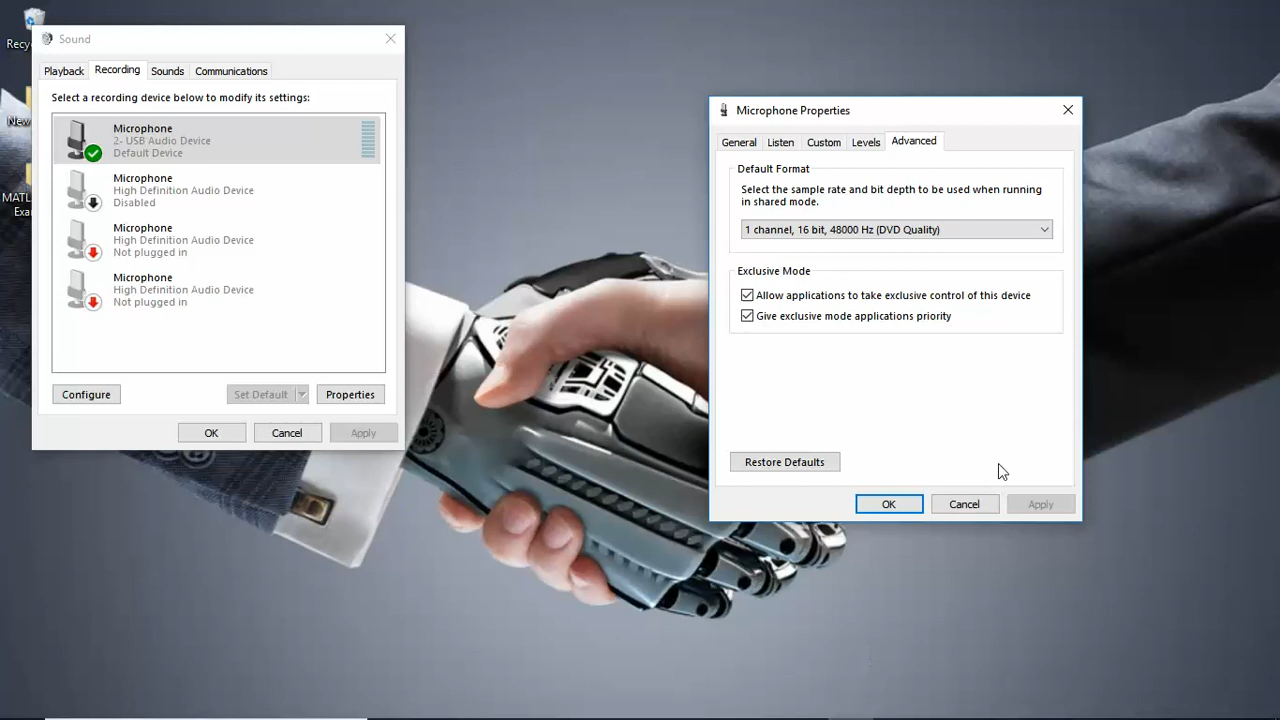 Recy
New
MATL
Exa
Sound
Playback
Recording
Sounds
Communications
Select a recording device below to modify its settings:
Microphone
2- USB Audio Device
Default Device
Microphone
High Definition Audio Device
Disabled
Microphone
High Definition Audio Device
Not plugged in
Microphone
High Definition Audio Device
Not plugged in
Configure
Set Default
Properties
OK
Cancel
Apply
Microphone Properties
General
Listen
Custom
Levels
Advanced
Default Format
Select the sample rate and bit depth to be used when running
in shared mode.
1 channel, 16 bit, 48000 Hz (DVD Quality)
Exclusive Mode
Allow applications to take exclusive control of this device
Give exclusive mode applications priority
Restore Defaults
OK
Cancel
Apply